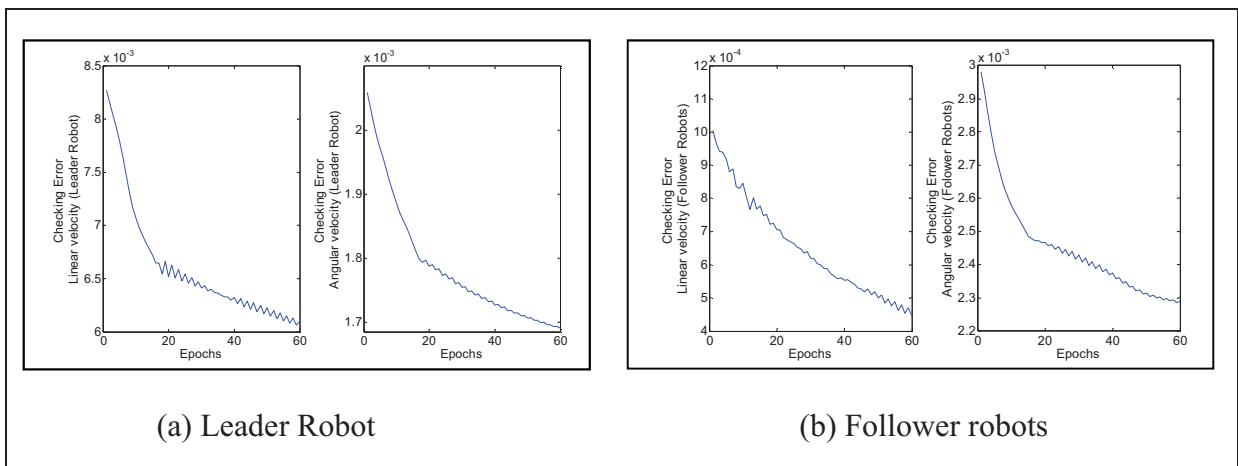 x 10⁻³
8.5
8
7.5
7
6.5
6
0
20
40
60
Epochs
Checking Error
Linear velocity (Leader Robot)
x 10⁻³
2
1.9
1.8
1.7
0
20
40
60
Epochs
Checking Error
Angular velocity (Leader Robot)
x 10⁻⁴
12
11
10
9
8
7
6
5
4
0
20
40
60
Epochs
Checking Error
Linear velocity (Follower Robots)
x 10⁻³
3
2.9
2.8
2.7
2.6
2.5
2.4
2.3
2.2
0
20
40
60
Epochs
Checking Error
Angular velocity (Folower Robots)
(a) Leader Robot
(b) Follower robots